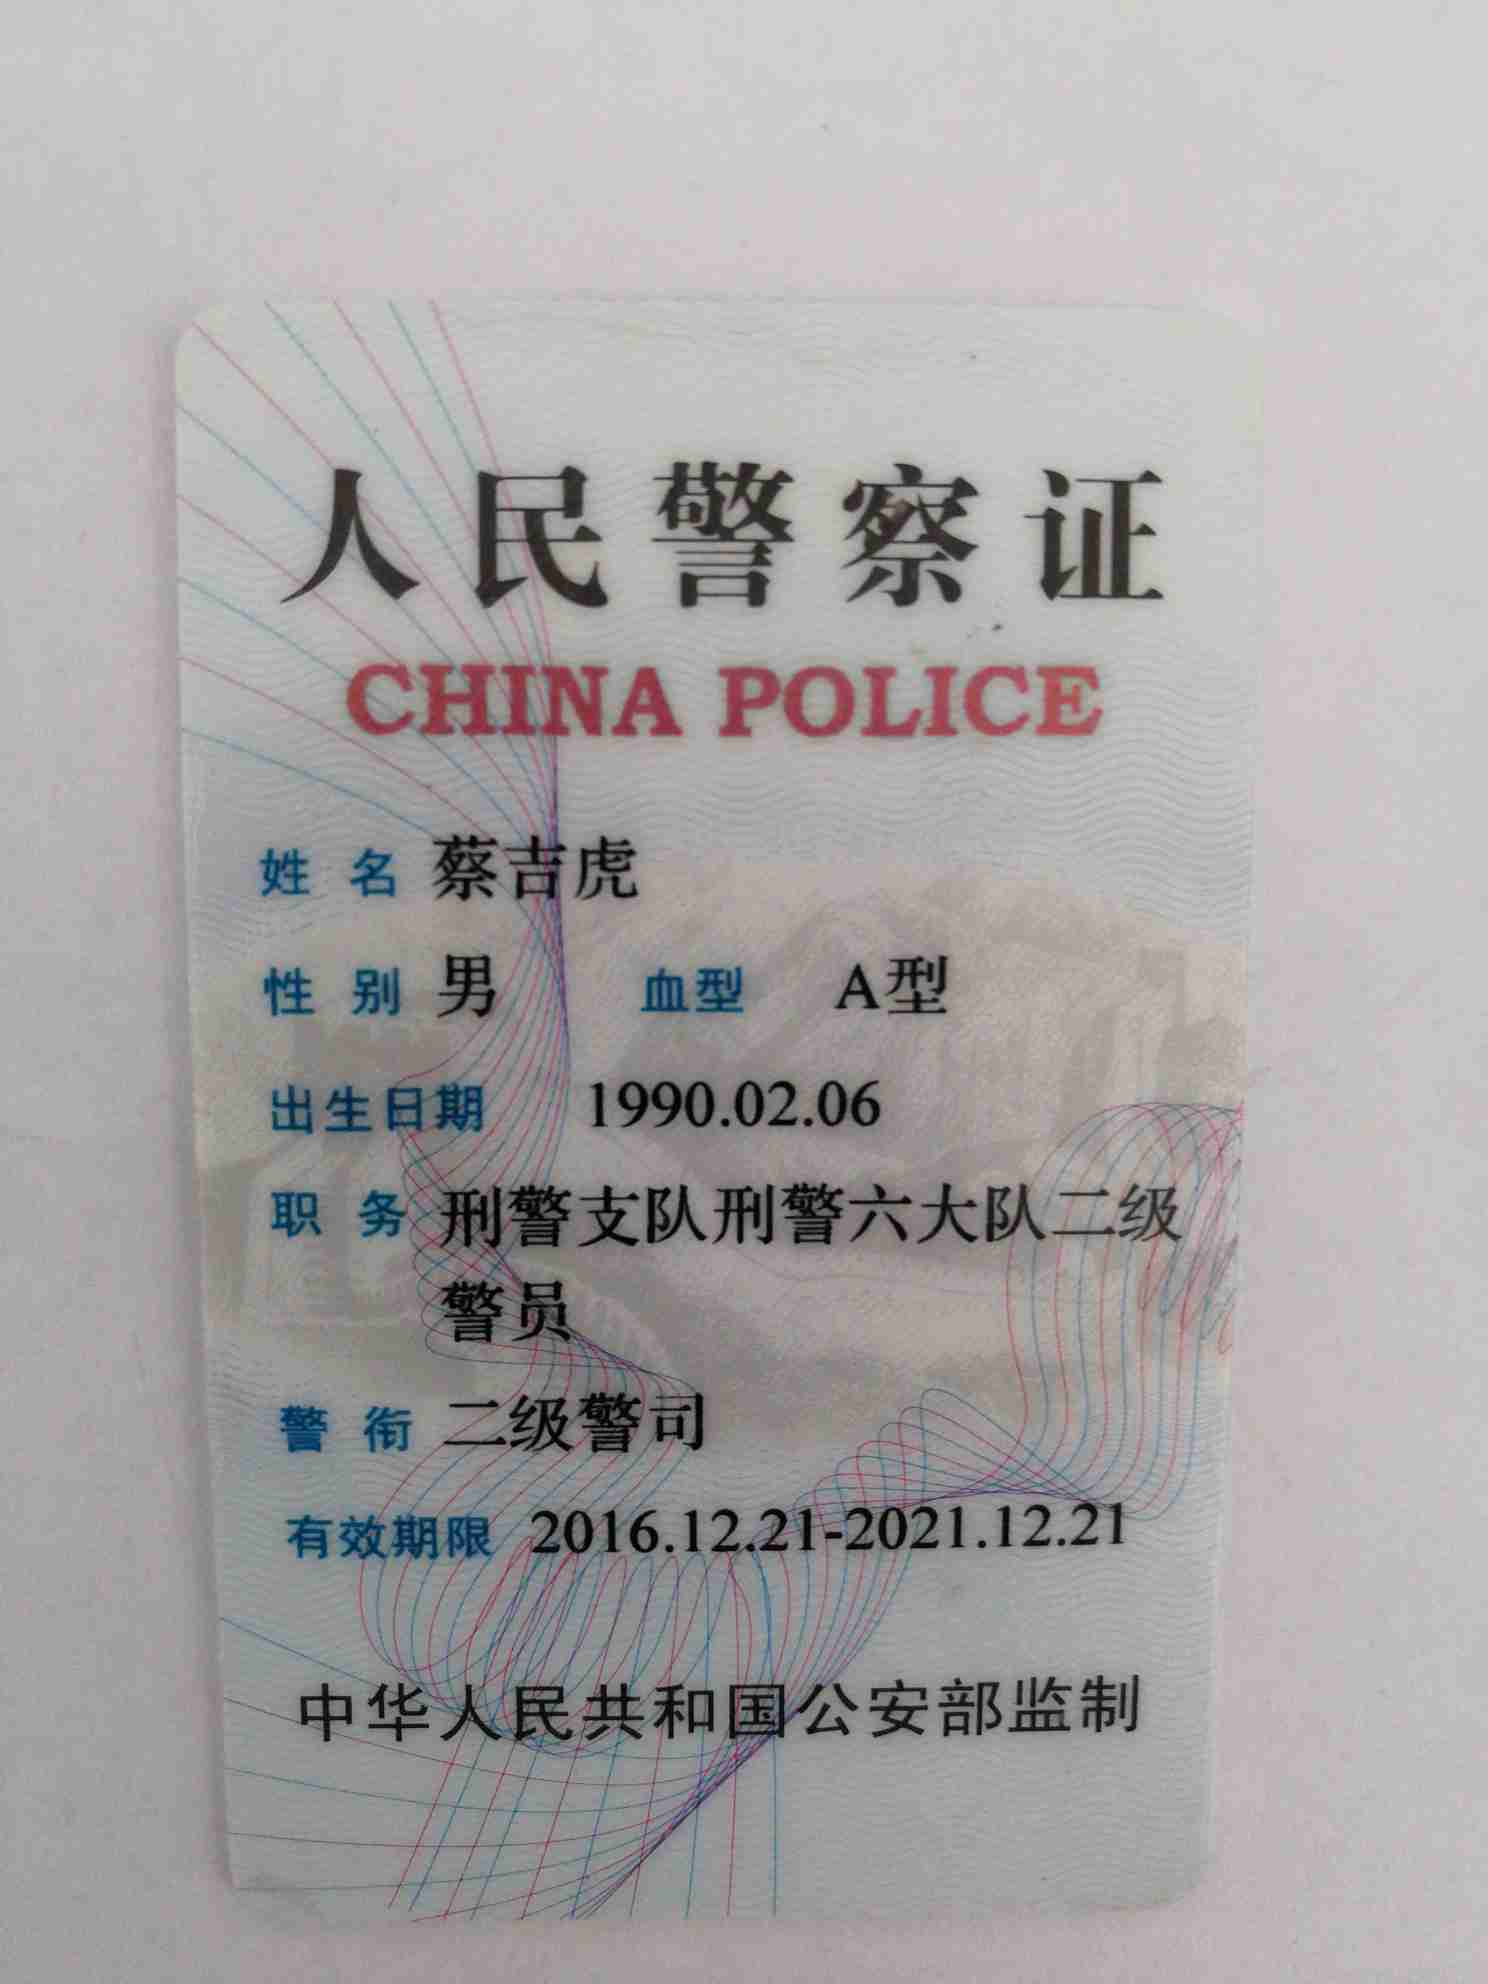 人民警察证
CHINA POLICE
姓 名 蔡吉虎
性 别 男 血型 A型
出生日期 1990.02.06
职 务 刑警支队刑警六大队二级
警员
警 衔 二级警司
有效期限 2016.12.21-2021.12.21
中华人民共和国公安部监制